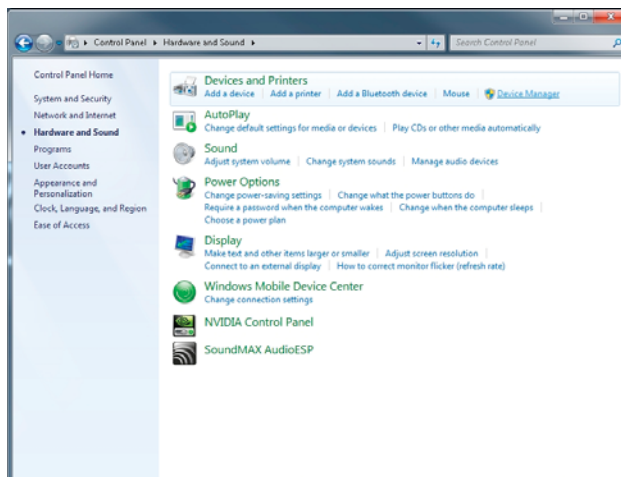 Control Panel ▸ Hardware and Sound ▸
Search Control Panel
Control Panel Home
System and Security
Network and Internet
Hardware and Sound
Programs
User Accounts
Appearance and
Personalization
Clock, Language, and Region
Ease of Access
Devices and Printers
Add a device | Add a printer | Add a Bluetooth device | Mouse | Device Manager
AutoPlay
Change default settings for media or devices | Play CDs or other media automatically
Sound
Adjust system volume | Change system sounds | Manage audio devices
Power Options
Change power-saving settings | Change what the power buttons do |
Require a password when the computer wakes | Change when the computer sleeps |
Choose a power plan
Display
Make text and other items larger or smaller | Adjust screen resolution |
Connect to an external display | How to correct monitor flicker (refresh rate)
Windows Mobile Device Center
Change connection settings
NVIDIA Control Panel
SoundMAX AudioESP